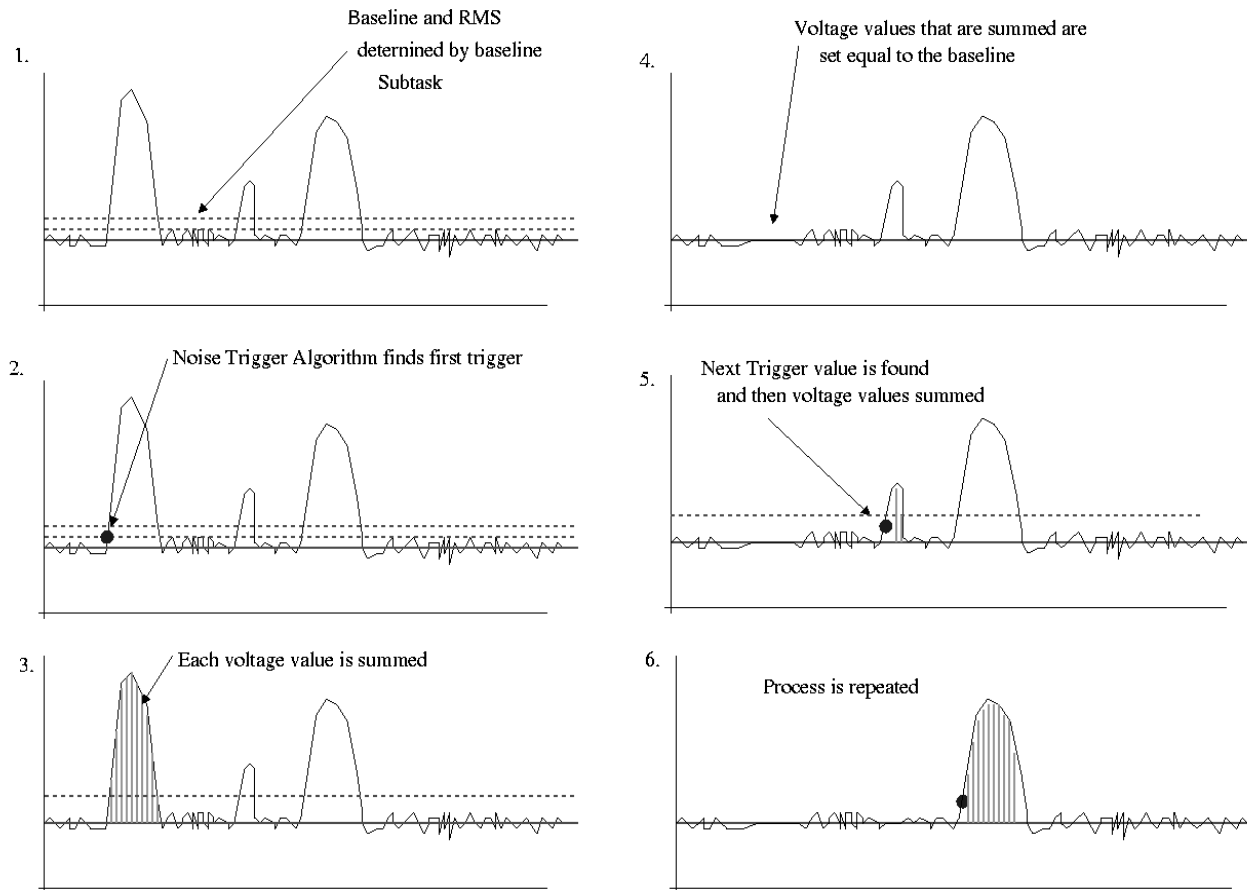 1.
Baseline and RMS
deternined by baseline
Subtask
2.
Noise Trigger Algorithm finds first trigger
3.
Each voltage value is summed
4.
Voltage values that are summed are
set equal to the baseline
5.
Next Trigger value is found
and then voltage values summed
6.
Process is repeated